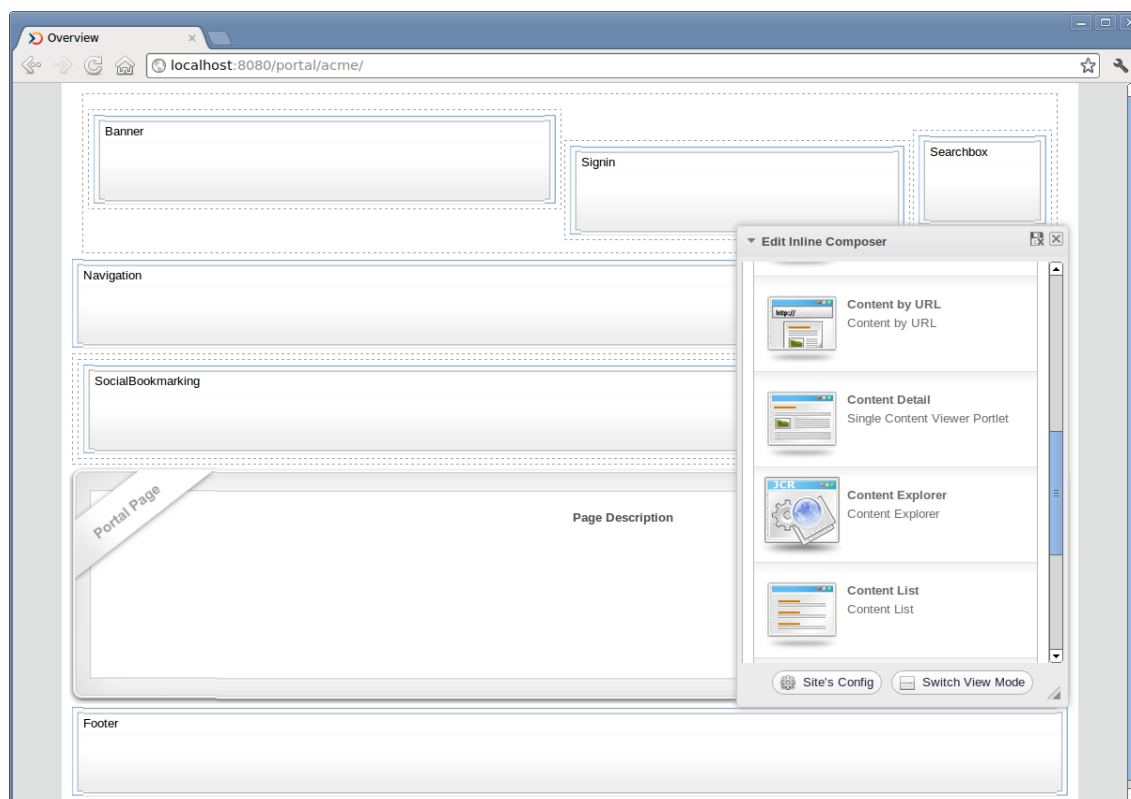 Overview
localhost:8080/portal/acme/
Banner
Signin
Searchbox
Edit Inline Composer
Navigation
http://
Content by URL
Content by URL
SocialBookmarking
Content Detail
Single Content Viewer Portlet
Portal Page
Page Description
JCR
Content Explorer
Content Explorer
Content List
Content List
Site's Config
Switch View Mode
Footer